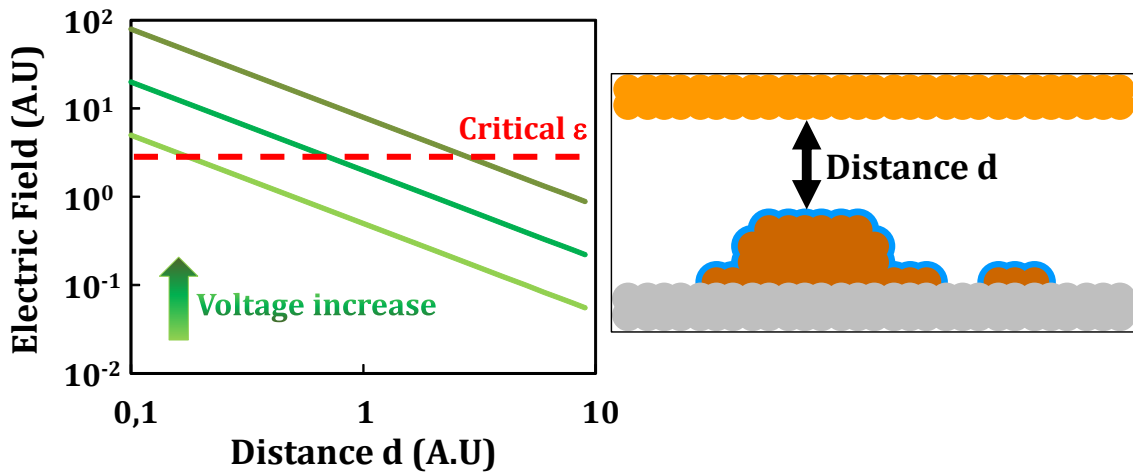 10²
10¹
10⁰
10⁻¹
10⁻²
Electric Field (A.U)
Critical ε
Voltage increase
0,1
1
10
Distance d (A.U)
Distance d